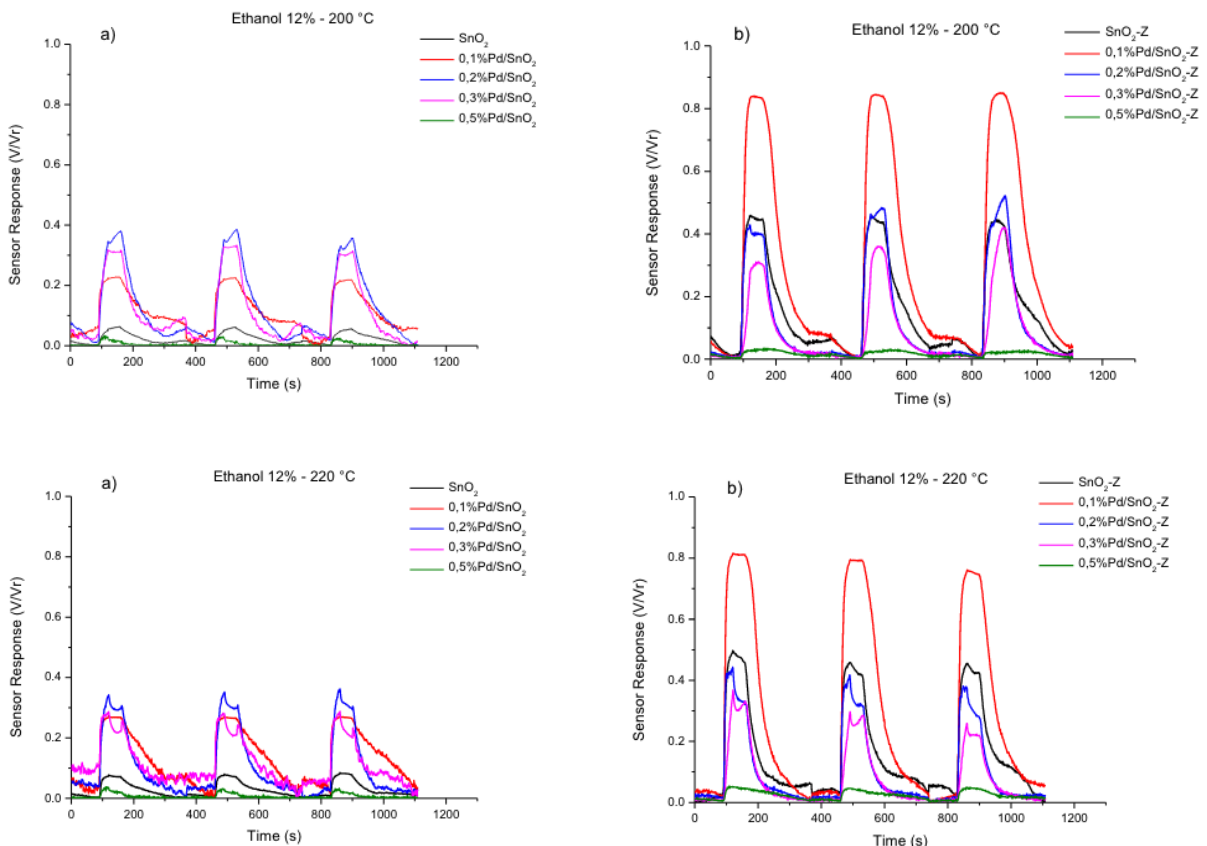 a)
Ethanol 12% - 200 °C
SnO₂
0,1%Pd/SnO₂
0,2%Pd/SnO₂
0,3%Pd/SnO₂
0,5%Pd/SnO₂
1.0
0.8
0.6
0.4
0.2
0.0
Sensor Response (V/Vr)
0 200 400 600 800 1000 1200
Time (s)
b)
Ethanol 12% - 200 °C
SnO₂-Z
0,1%Pd/SnO₂-Z
0,2%Pd/SnO₂-Z
0,3%Pd/SnO₂-Z
0,5%Pd/SnO₂-Z
1.0
0.8
0.6
0.4
0.2
0.0
Sensor Response (V/Vr)
0 200 400 600 800 1000 1200
Time (s)
a)
Ethanol 12% - 220 °C
SnO₂
0,1%Pd/SnO₂
0,2%Pd/SnO₂
0,3%Pd/SnO₂
0,5%Pd/SnO₂
1.0
0.8
0.6
0.4
0.2
0.0
Sensor Response (V/Vr)
0 200 400 600 800 1000 1200
Time (s)
b)
Ethanol 12% - 220 °C
SnO₂-Z
0,1%Pd/SnO₂-Z
0,2%Pd/SnO₂-Z
0,3%Pd/SnO₂-Z
0,5%Pd/SnO₂-Z
1.0
0.8
0.6
0.4
0.2
0.0
Sensor Response (V/Vr)
0 200 400 600 800 1000 1200
Time (s)